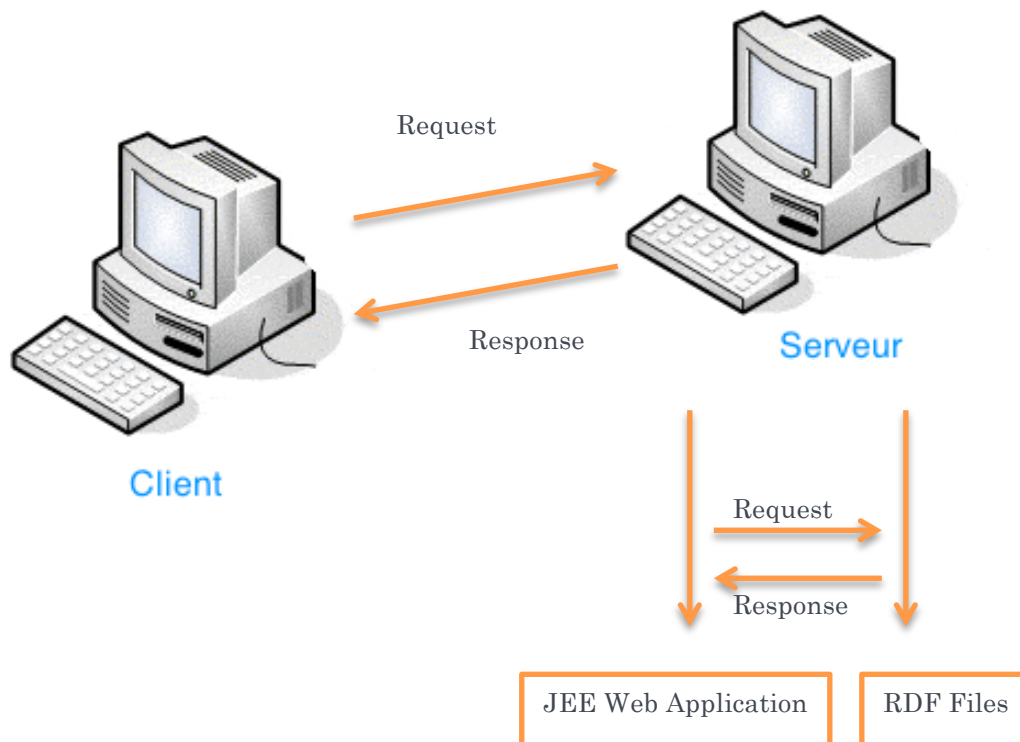 Request
Response
Serveur
Client
Request
Response
JEE Web Application
RDF Files